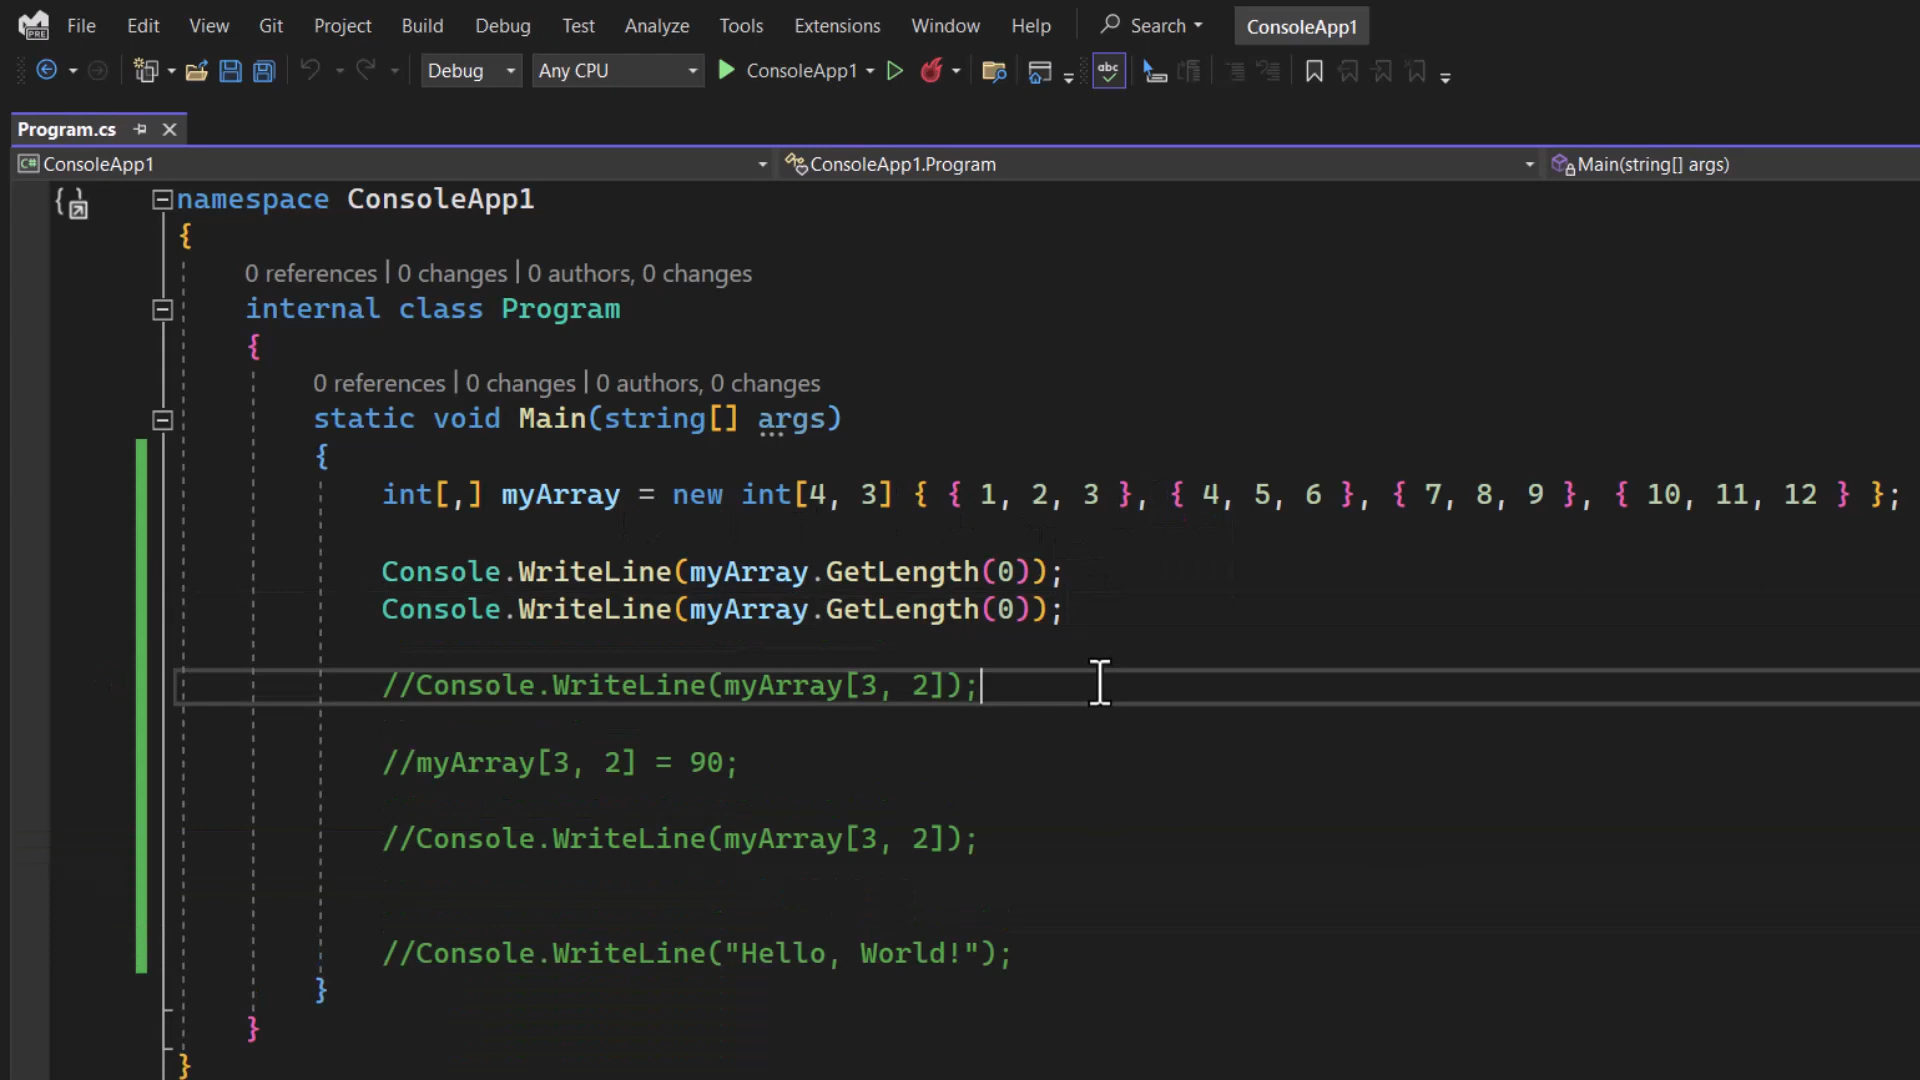 File Edit View Git Project Build Debug Test Analyze Tools Extensions Window Help Search ConsoleApp1
PRE
Debug Any CPU ConsoleApp1 abc
Program.cs
C# ConsoleApp1 ConsoleApp1.Program Main(string[] args)
namespace ConsoleApp1
{
0 references | 0 changes | 0 authors, 0 changes
internal class Program
{
0 references | 0 changes | 0 authors, 0 changes
static void Main(string[] args)
{
int[,] myArray = new int[4, 3] { { 1, 2, 3 }, { 4, 5, 6 }, { 7, 8, 9 }, { 10, 11, 12 } };
Console.WriteLine(myArray.GetLength(0));
Console.WriteLine(myArray.GetLength(0));
//Console.WriteLine(myArray[3, 2]);
//myArray[3, 2] = 90;
//Console.WriteLine(myArray[3, 2]);
//Console.WriteLine("Hello, World!");
}
}
}